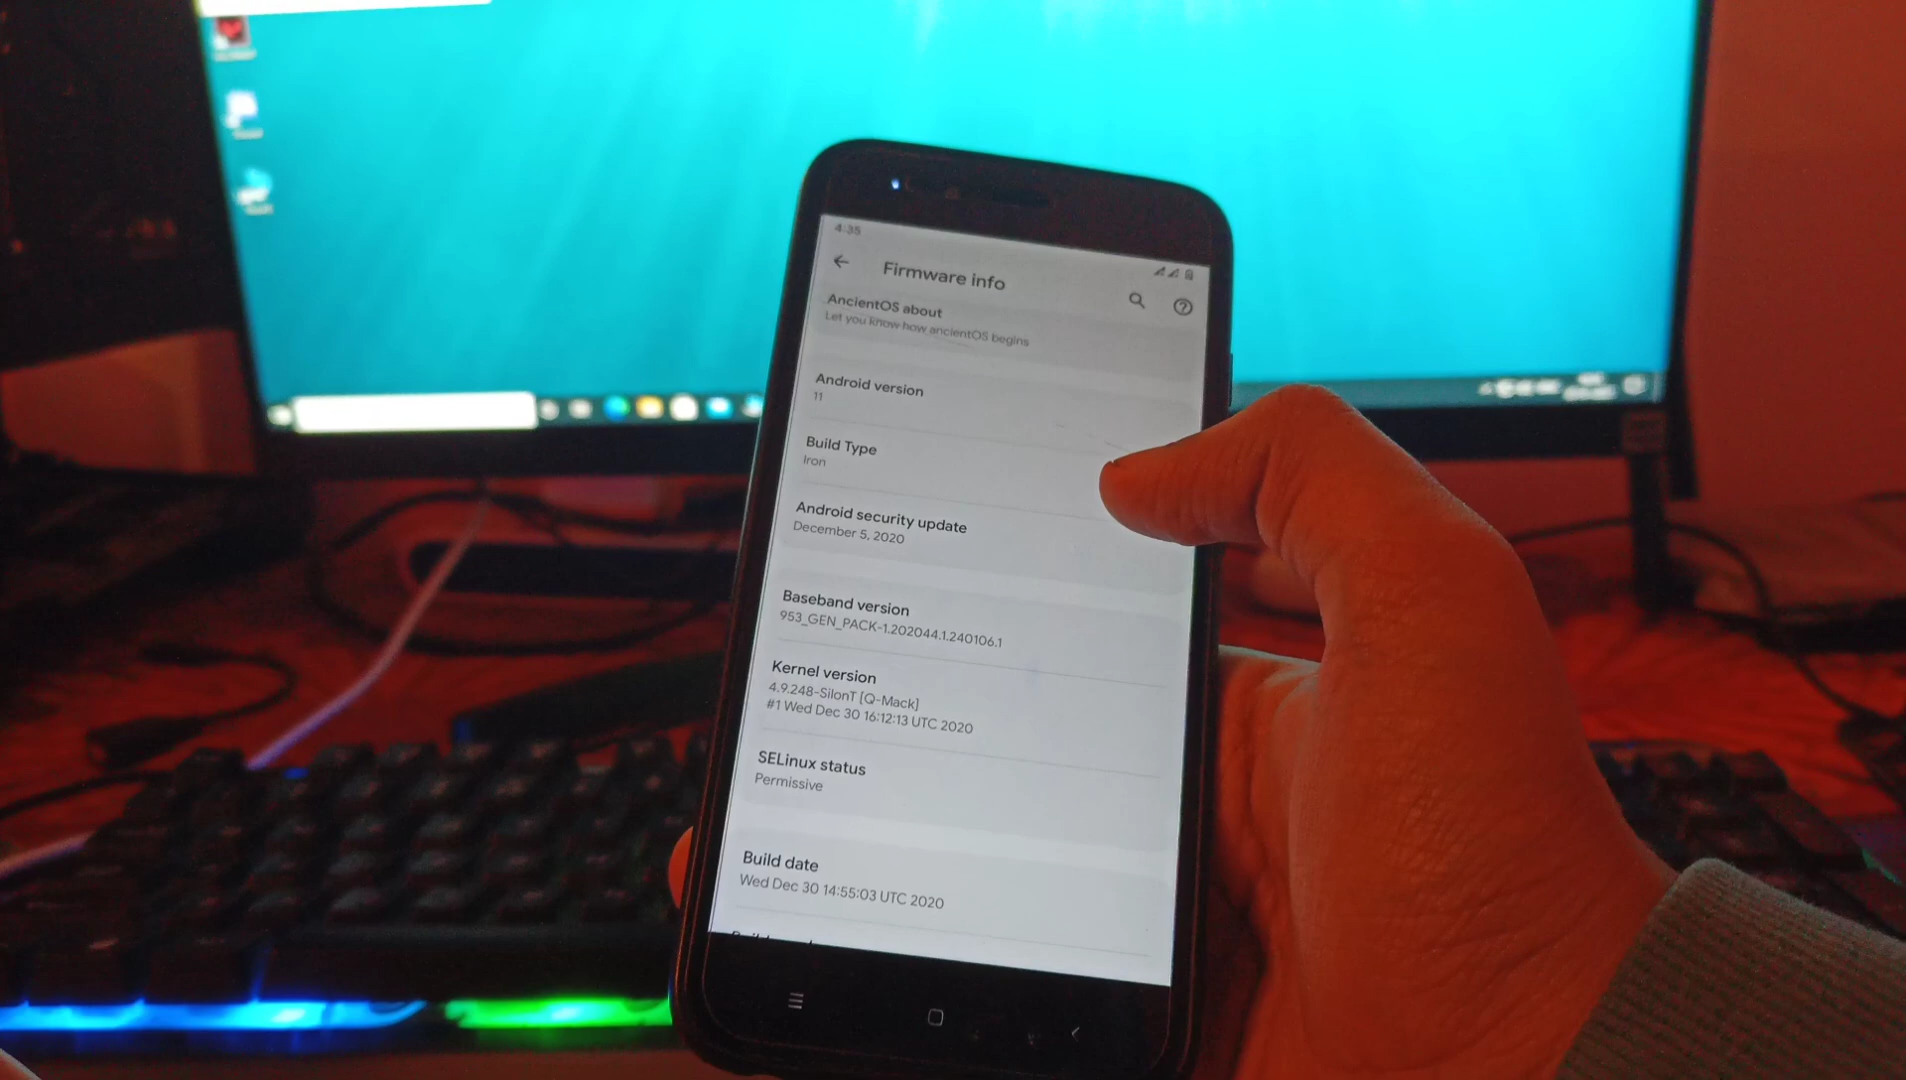 4:35
Firmware info
AncientOS about
Let you know how ancientOS begins
Android version
11
Build Type
Iron
Android security update
December 5, 2020
Baseband version
953_GEN_PACK-1.202044.1.240106.1
Kernel version
4.9.248-SilonT [Q-Mack]
#1 Wed Dec 30 16:12:13 UTC 2020
SELinux status
Permissive
Build date
Wed Dec 30 14:55:03 UTC 2020